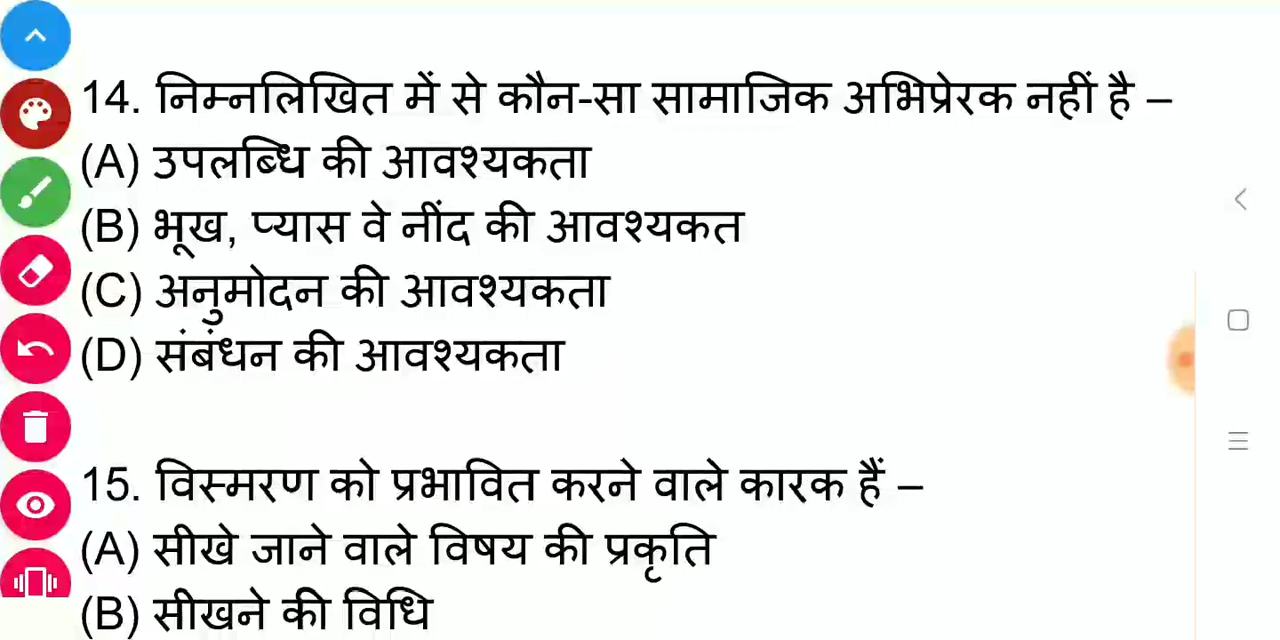 14. निम्नलिखित में से कौन-सा सामाजिक अभिप्रेरक नहीं है –
(A) उपलब्धि की आवश्यकता
(B) भूख, प्यास वे नींद की आवश्यकत
(C) अनुमोदन की आवश्यकता
(D) संबंधन की आवश्यकता
15. विस्मरण को प्रभावित करने वाले कारक हैं –
(A) सीखे जाने वाले विषय की प्रकृति
(B) सीखने की विधि